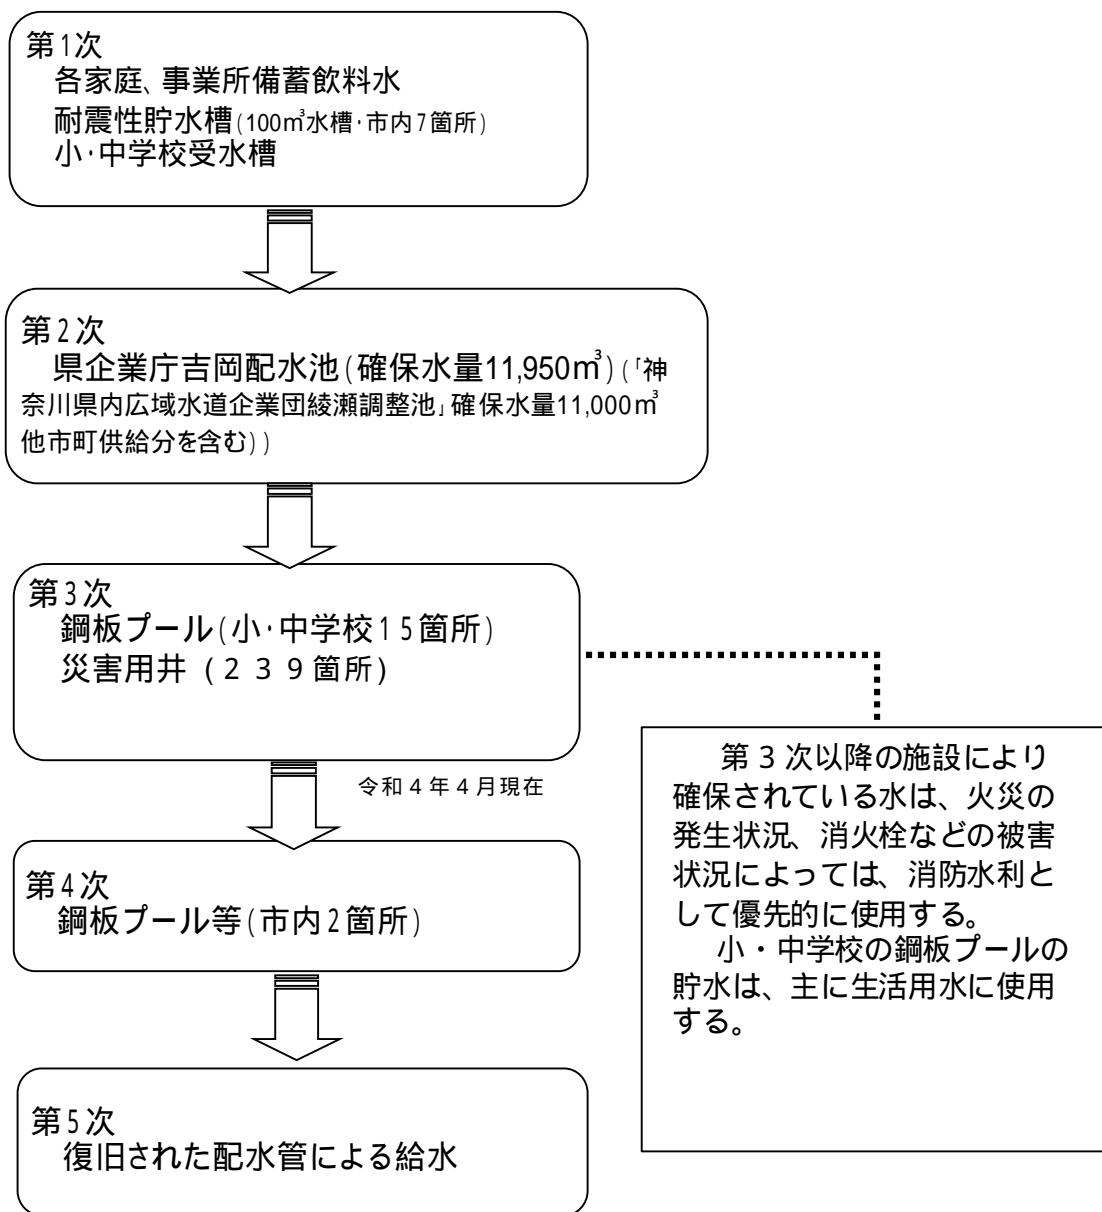 第1次
各家庭、事業所備蓄飲料水
耐震性貯水槽(100㎥水槽・市内7箇所)
小・中学校受水槽
第2次
県企業庁吉岡配水池(確保水量11,950㎥)(「神
奈川県内広域水道企業団綾瀬調整池」確保水量11,000㎥
他市町供給分を含む))
第3次
鋼板プール(小・中学校15箇所)
災害用井(239箇所)
令和4年4月現在
第3次以降の施設により
確保されている水は、火災の
発生状況、消火栓などの被害
状況によっては、消防水利と
して優先的に使用する。
小・中学校の鋼板プールの
貯水は、主に生活用水に使用
する。
第4次
鋼板プール等(市内2箇所)
第5次
復旧された配水管による給水